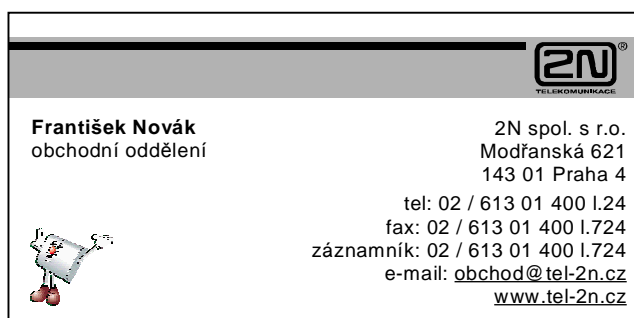 2N®
TELEKOMUNIKACE
František Novák
obchodní oddělení
2N spol. s r.o.
Modřanská 621
143 01 Praha 4
tel: 02 / 613 01 400 l.24
fax: 02 / 613 01 400 l.724
záznamník: 02 / 613 01 400 l.724
e-mail: obchod@tel-2n.cz
www.tel-2n.cz